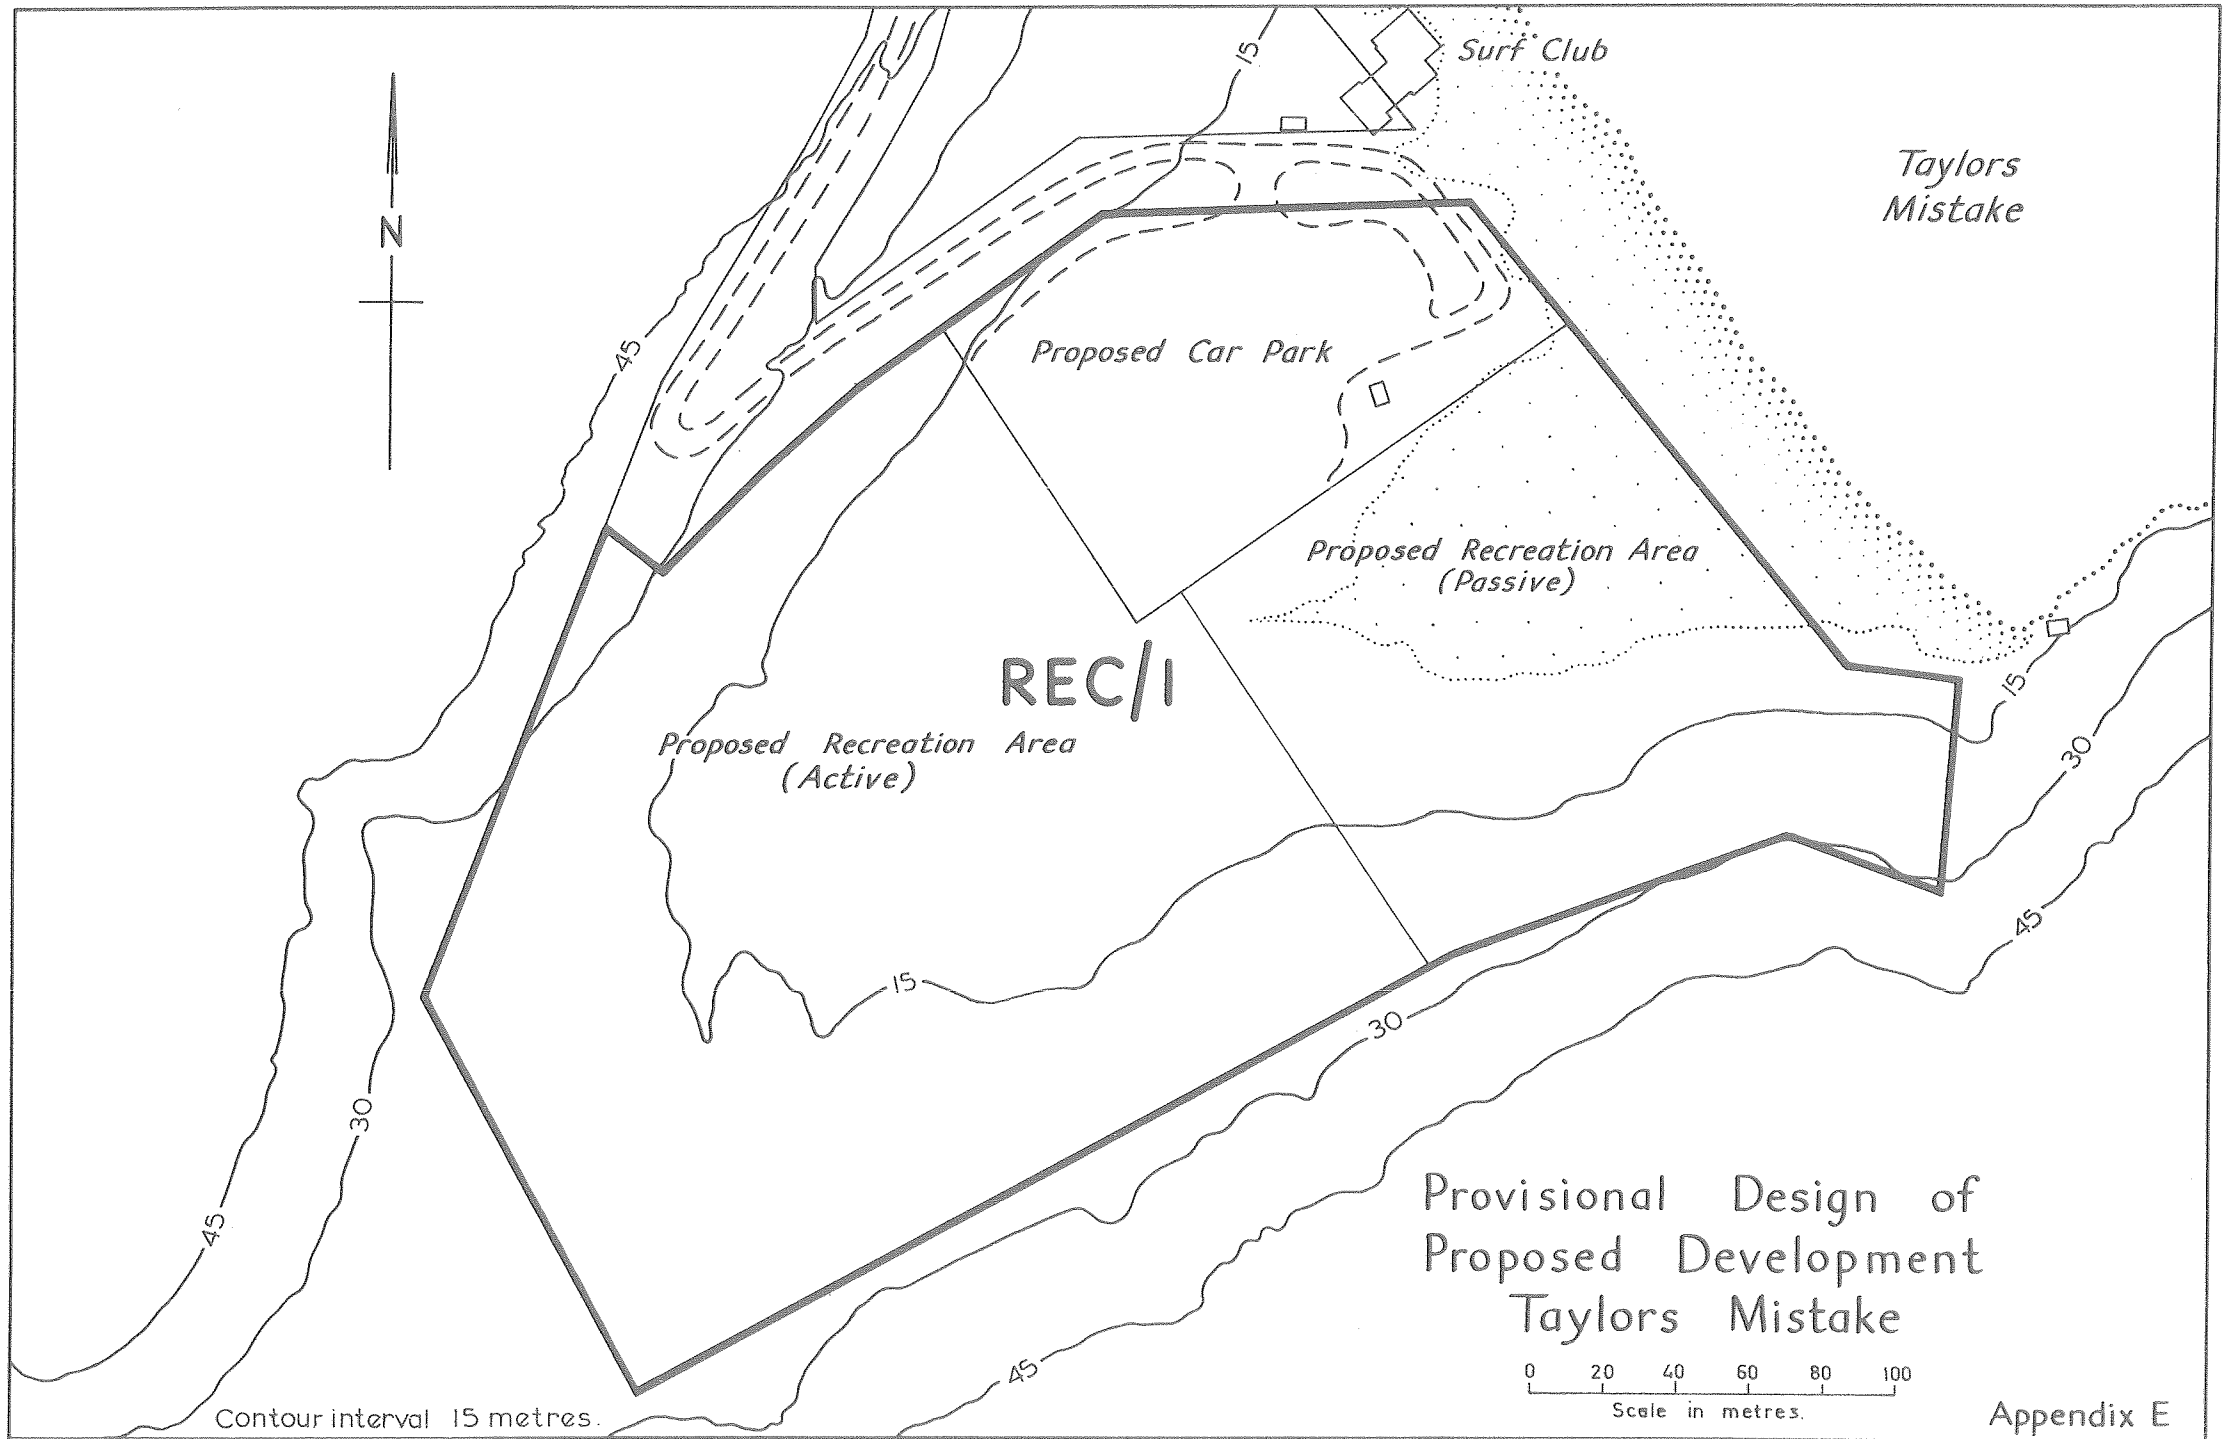 Surf Club
15
Taylors
Mistake
N
45
Proposed Car Park
Proposed Recreation Area
(Passive)
REC/1
15
Proposed Recreation Area
(Active)
30
15
45
30
30
45
45
Provisional Design of
Proposed Development
Taylors Mistake
0 20 40 60 80 100
Scale in metres.
Contour interval 15 metres.
Appendix E